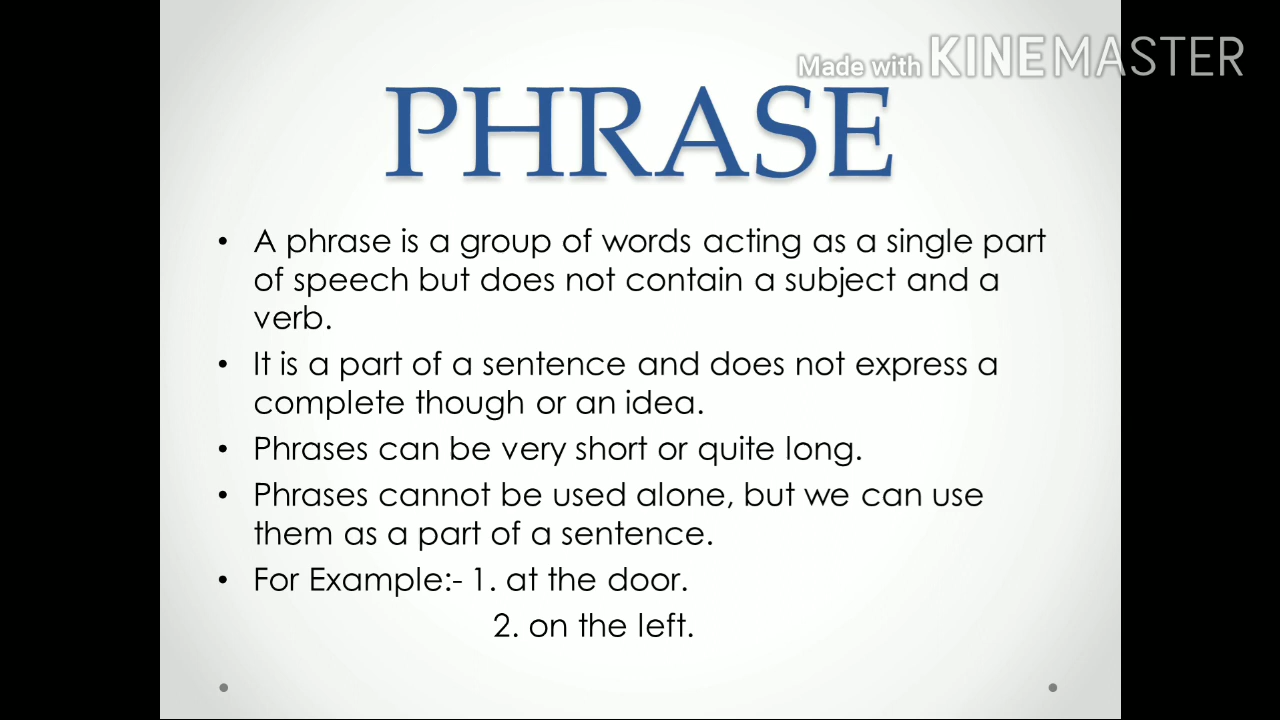 Made with KINEMASTER
PHRASE
• A phrase is a group of words acting as a single part
of speech but does not contain a subject and a
verb.
• It is a part of a sentence and does not express a
complete though or an idea.
• Phrases can be very short or quite long.
• Phrases cannot be used alone, but we can use
them as a part of a sentence.
• For Example:- 1. at the door.
2. on the left.